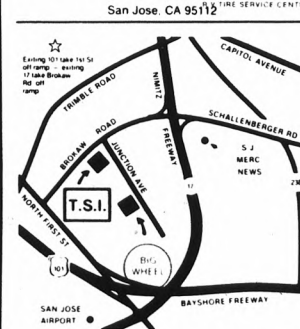 San Jose, CA 95112
TIRE SERVICE CENT
Exiting 101 take 1st St
off ramp - exiting
17 take Brokaw
Rd off
ramp
CAPITOL AVENUE
TRIMBLE ROAD
NIMITZ
FREEWAY
SCHALLENBERGER RD
BROKAW ROAD
JUNCTION AVE
S J
MERC
NEWS
17
T.S.I.
NORTH FIRST ST
101
BIG
WHEEL
BAYSHORE FREEWAY
SAN JOSE
AIRPORT